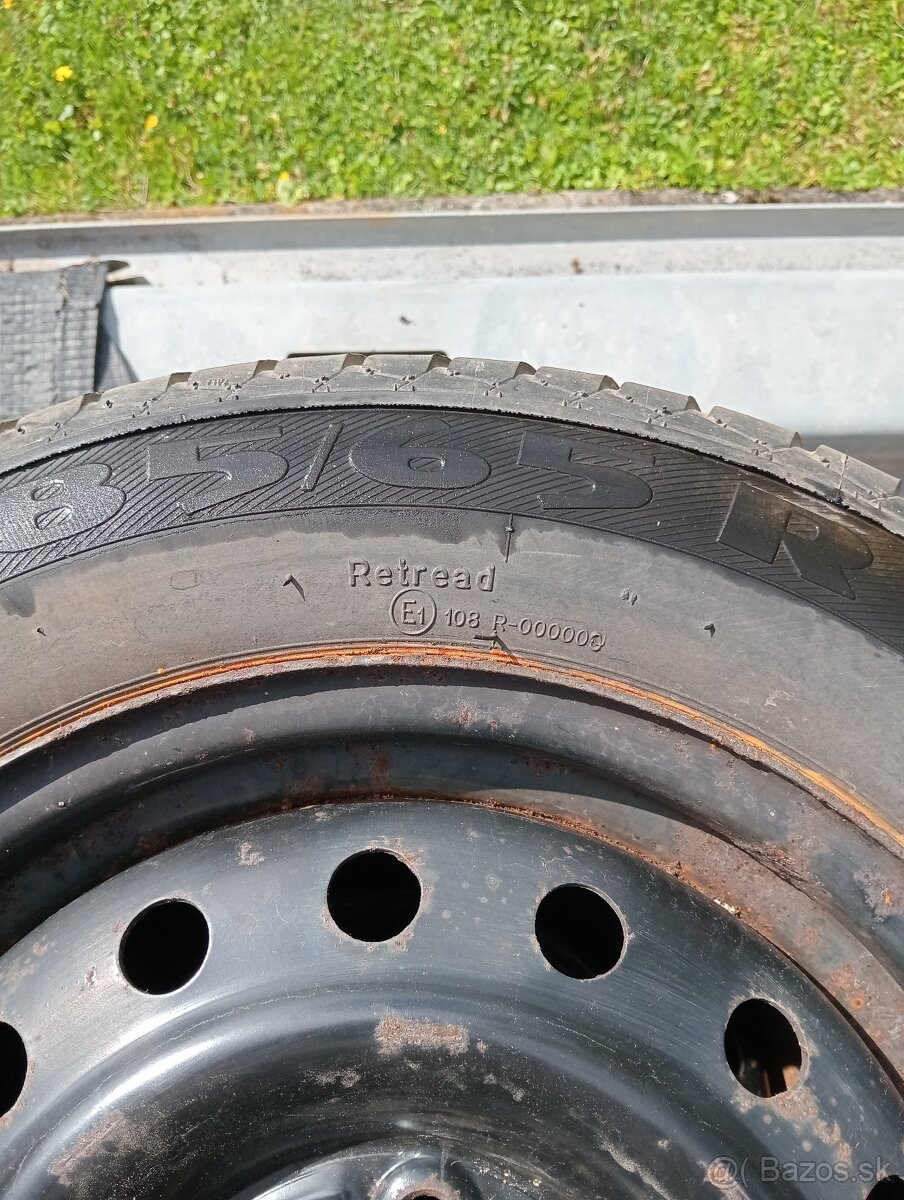 85/65 R
Retread
E1 108 R-000009
@ Bazos.sk